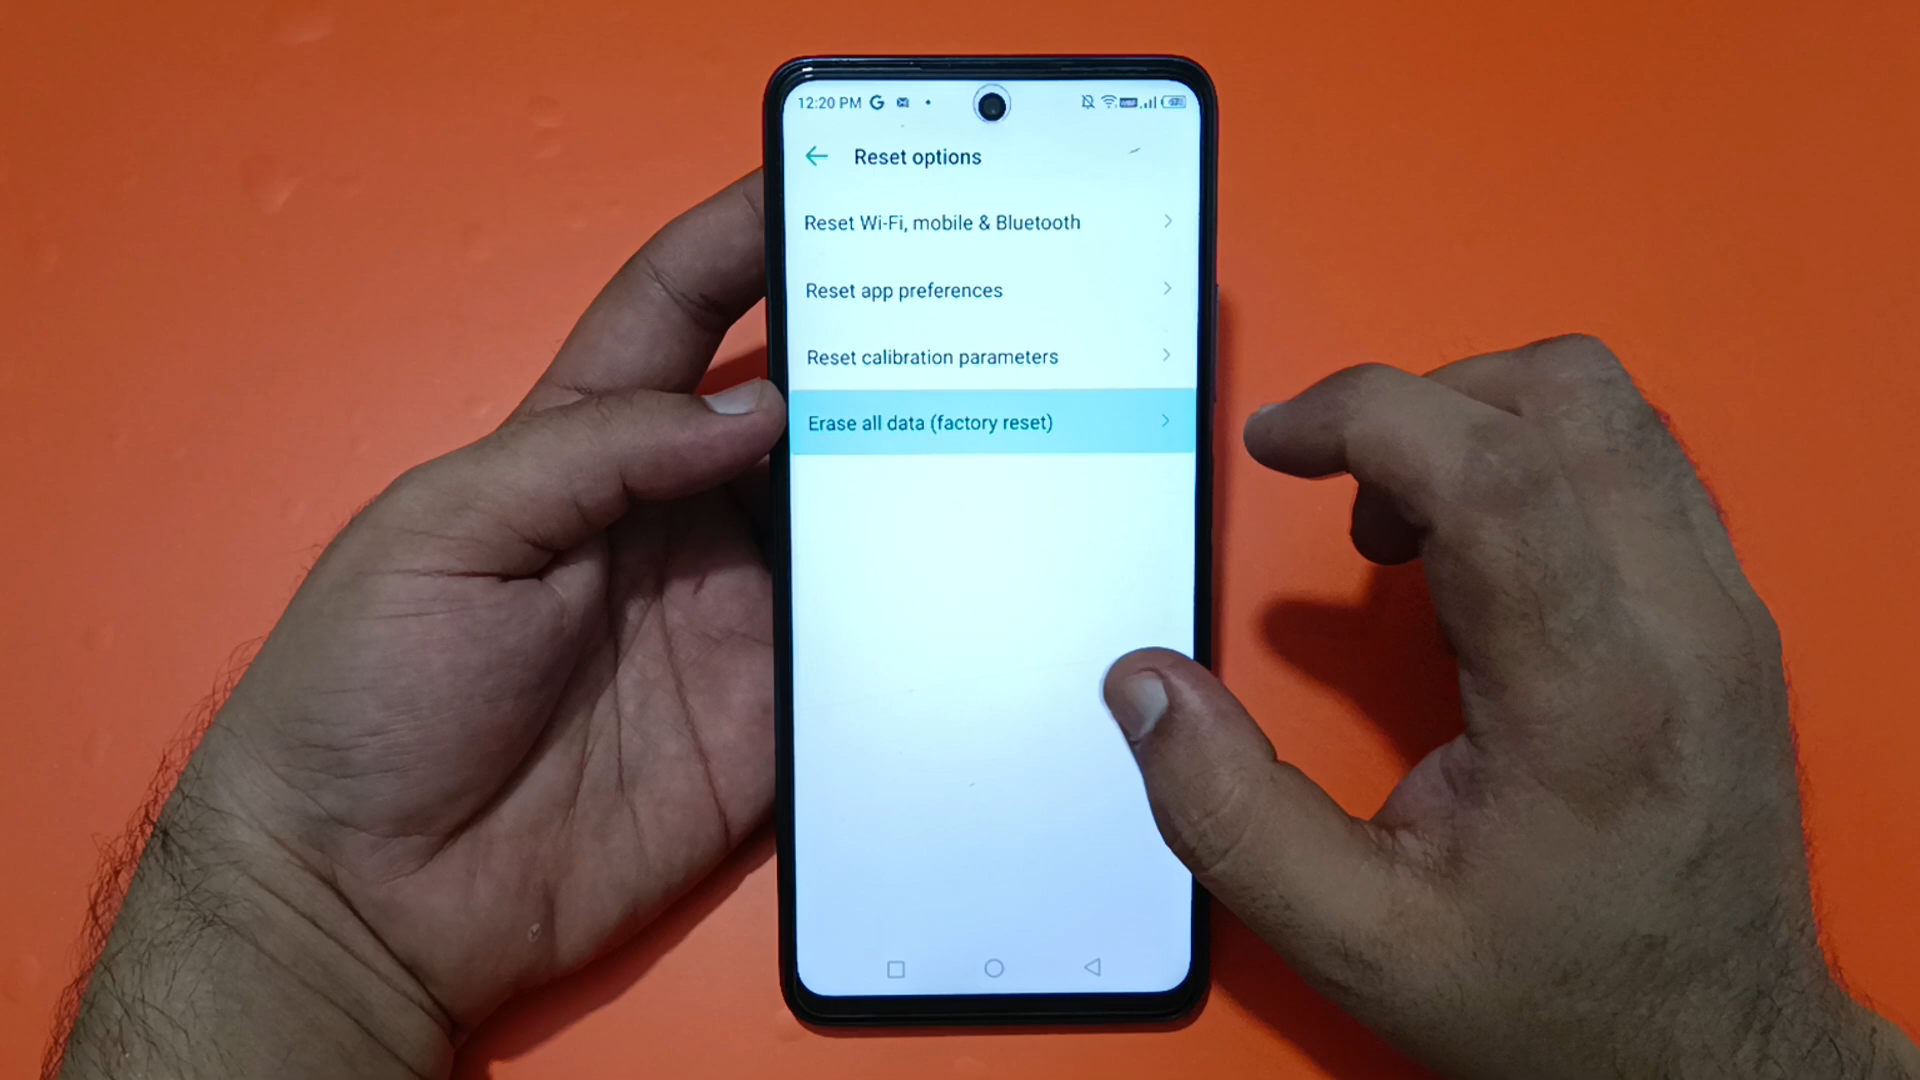 12:20 PM G
Reset options
Reset Wi-Fi, mobile & Bluetooth
Reset app preferences
Reset calibration parameters
Erase all data (factory reset)